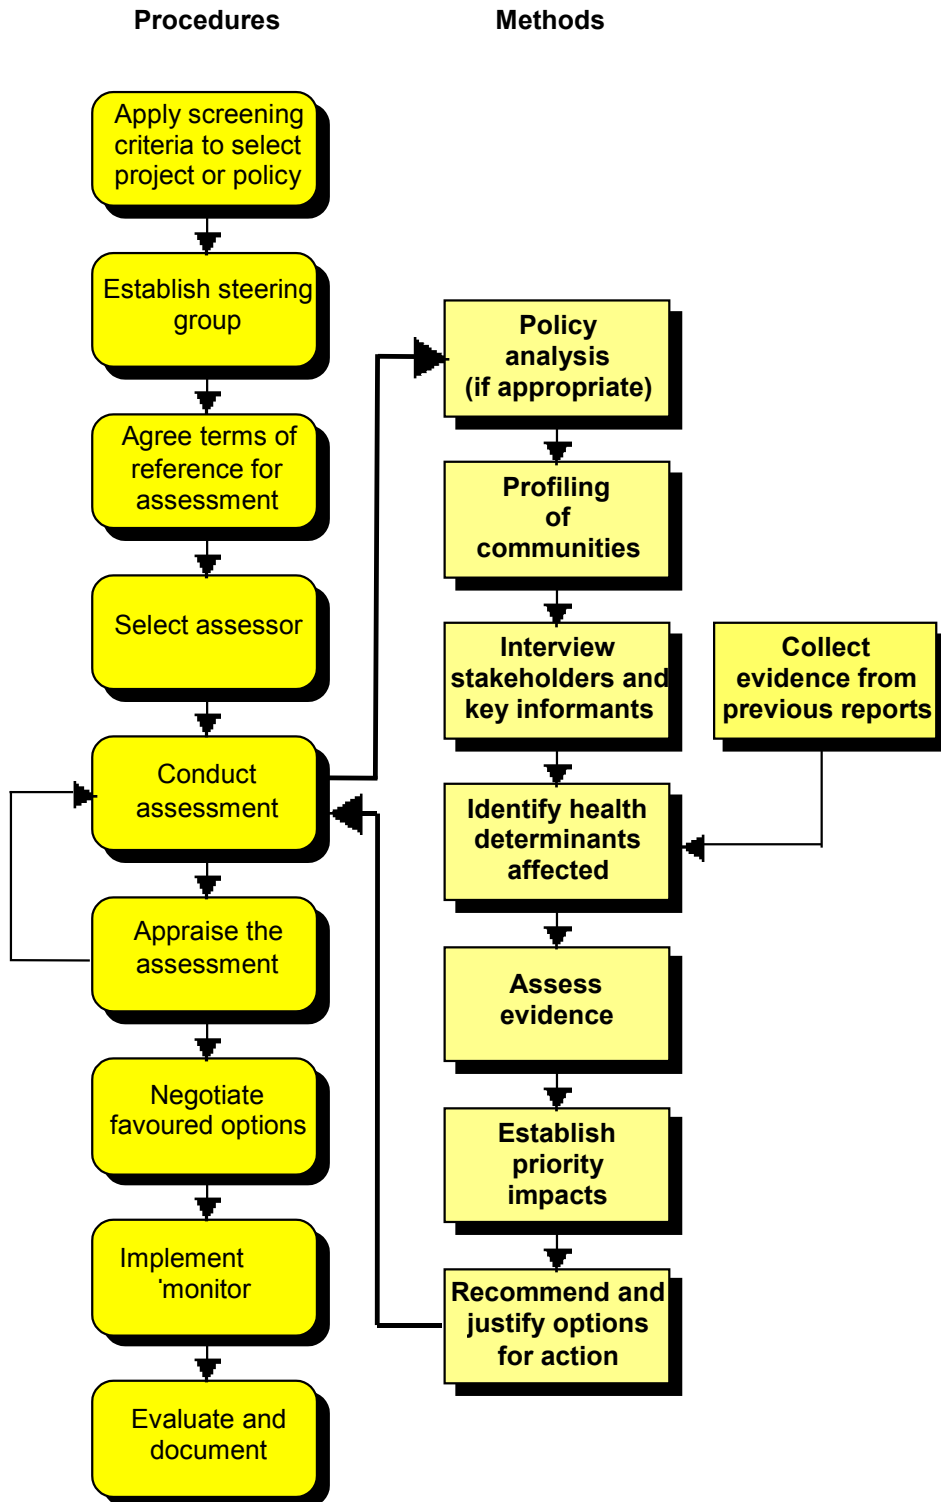 Procedures
Methods
Apply screening
criteria to select
project or policy
Establish steering
group
Agree terms of
reference for
assessment
Select assessor
Conduct
assessment
Appraise the
assessment
Negotiate
favoured options
Implement
'monitor
Evaluate and
document
Policy
analysis
(if appropriate)
Profiling
of
communities
Interview
stakeholders and
key informants
Collect
evidence from
previous reports
Identify health
determinants
affected
Assess
evidence
Establish
priority
impacts
Recommend and
justify options
for action